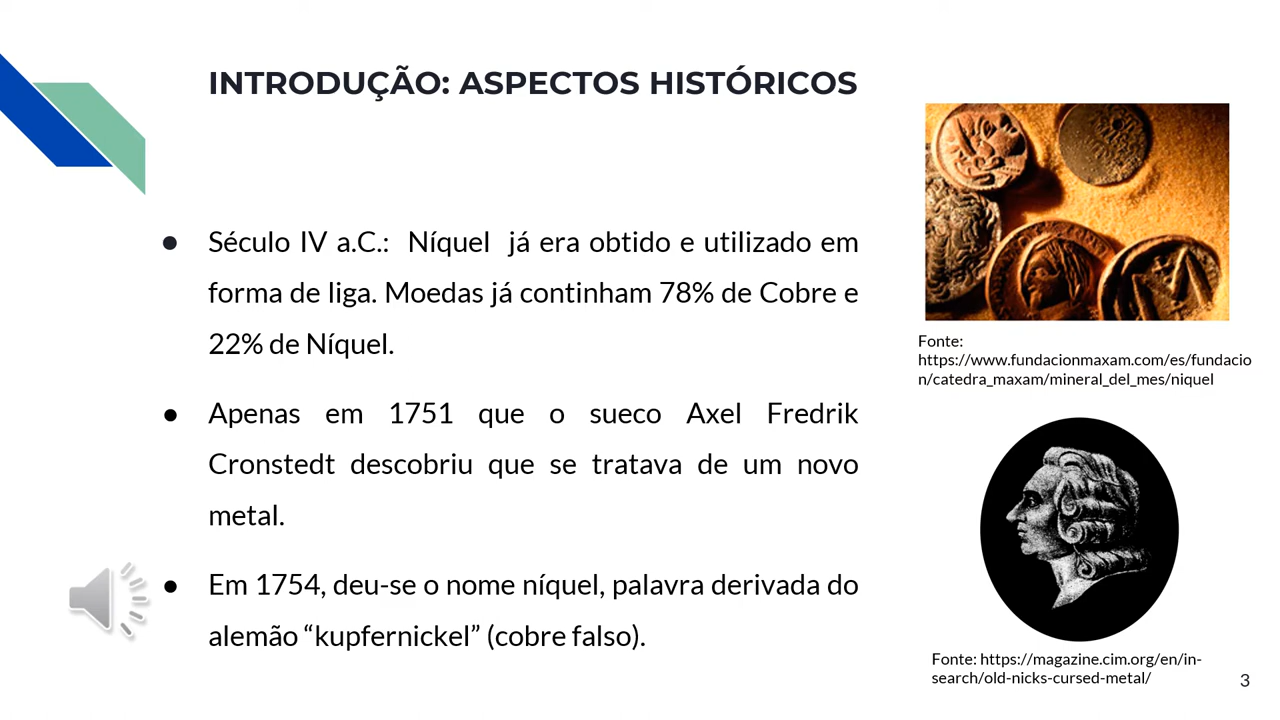 INTRODUÇÃO: ASPECTOS HISTÓRICOS
● Século IV a.C.: Níquel já era obtido e utilizado em
forma de liga. Moedas já continham 78% de Cobre e
22% de Níquel.
● Apenas em 1751 que o sueco Axel Fredrik
Cronstedt descobriu que se tratava de um novo
metal.
● Em 1754, deu-se o nome níquel, palavra derivada do
alemão “kupfernickel” (cobre falso).
Fonte:
https://www.fundacionmaxam.com/es/fundacio
n/catedra_maxam/mineral_del_mes/niquel
Fonte: https://magazine.cim.org/en/in-
search/old-nicks-cursed-metal/
3